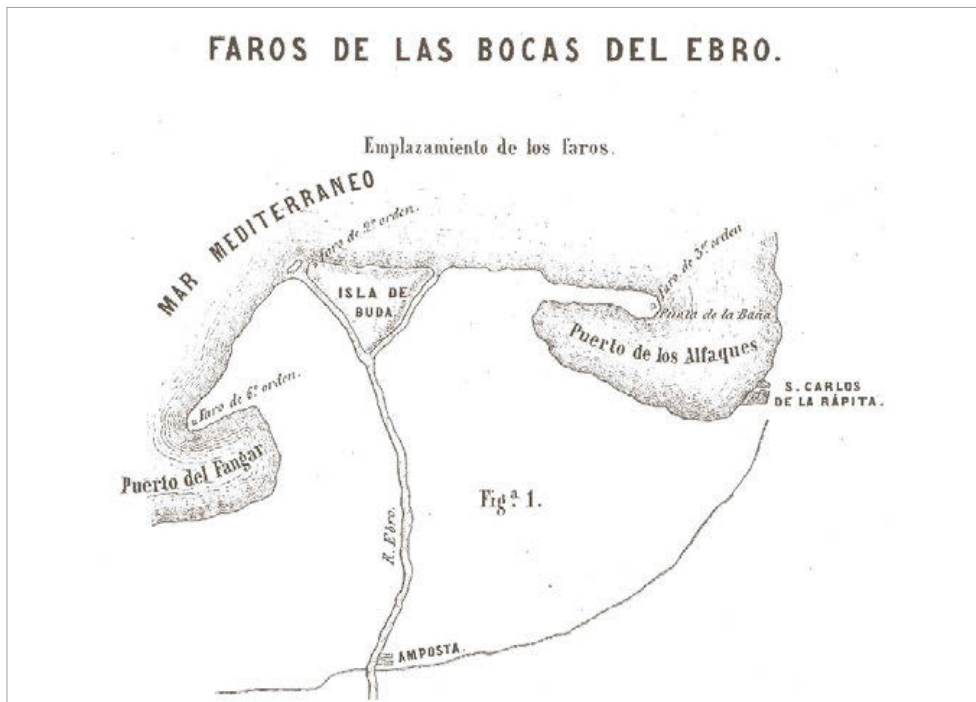 FAROS DE LAS BOCAS DEL EBRO.
Emplazamiento de los faros.
MAR MEDITERRANEO
Faro de 2º orden.
ISLA DE
BUDA
Faro de 3er orden
Punta de la Baña
Puerto de los Alfaques
S. CARLOS
DE LA RÁPITA.
Faro de 6º orden.
Puerto del Fangar
R. Ebro.
Figª. 1.
AMPOSTA.